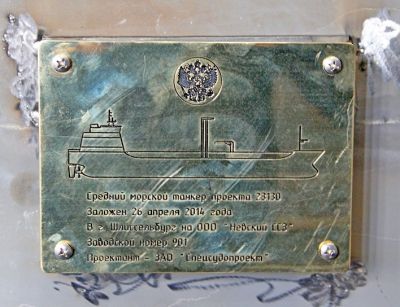 Средний морской танкер проекта 23130
Заложен 26 апреля 2014 года
В г. Шлиссельбург на ООО "Невский ССЗ"
Заводской номер 901
Проектант - ЗАО "Спецсудопроект"